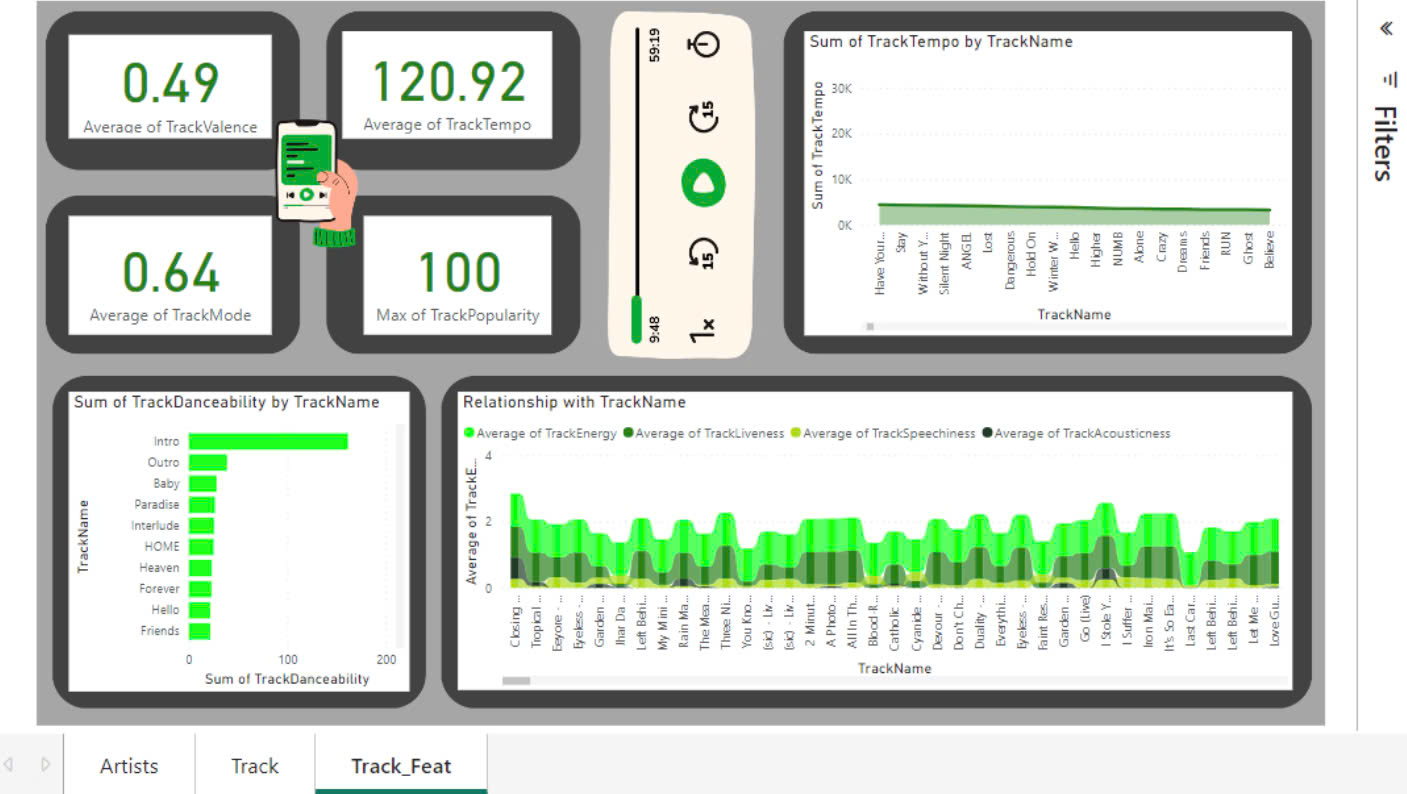 0.49
Average of TrackValence
120.92
Average of TrackTempo
0.64
Average of TrackMode
100
Max of TrackPopularity
59:19
15
15
9:48
1x
Sum of TrackTempo by TrackName
Sum of TrackTempo
30K
20K
10K
0K
Have Your...
Stay
Without Y...
Silent Night
ANGEL
Lost
Dangerous
Hold On
Winter W...
Hello
Higher
NUMB
Alone
Crazy
Dreams
Friends
RUN
Ghost
Believe
TrackName
Sum of TrackDanceability by TrackName
TrackName
Intro
Outro
Baby
Paradise
Interlude
HOME
Heaven
Forever
Hello
Friends
0 100 200
Sum of TrackDanceability
Relationship with TrackName
Average of TrackEnergy Average of TrackLiveness Average of TrackSpeechiness Average of TrackAcousticness
Average of TrackE...
4
2
0
Closing ...
Tropical ...
Eeyore - ...
Eyeless -...
Garden ...
Jhar Da ...
Left Behi...
My Mini ...
Rain Ma...
The Mea...
Three Ni...
You Kno...
(sic) - Liv...
(sic) - Liv...
2 Minut...
A Photo...
All In Th...
Blood-R...
Catholic ...
Cyanide ...
Devour -...
Don't Ch...
Duality -...
Everythi...
Eyeless -...
Faint Res...
Garden ...
Go (Live)
I Stole Y...
I Suffer ...
Iron Mai...
It's So Ea...
Last Car...
Left Behi...
Left Behi...
Let Me ...
Love Gu...
TrackName
Filters
Artists
Track
Track_Feat